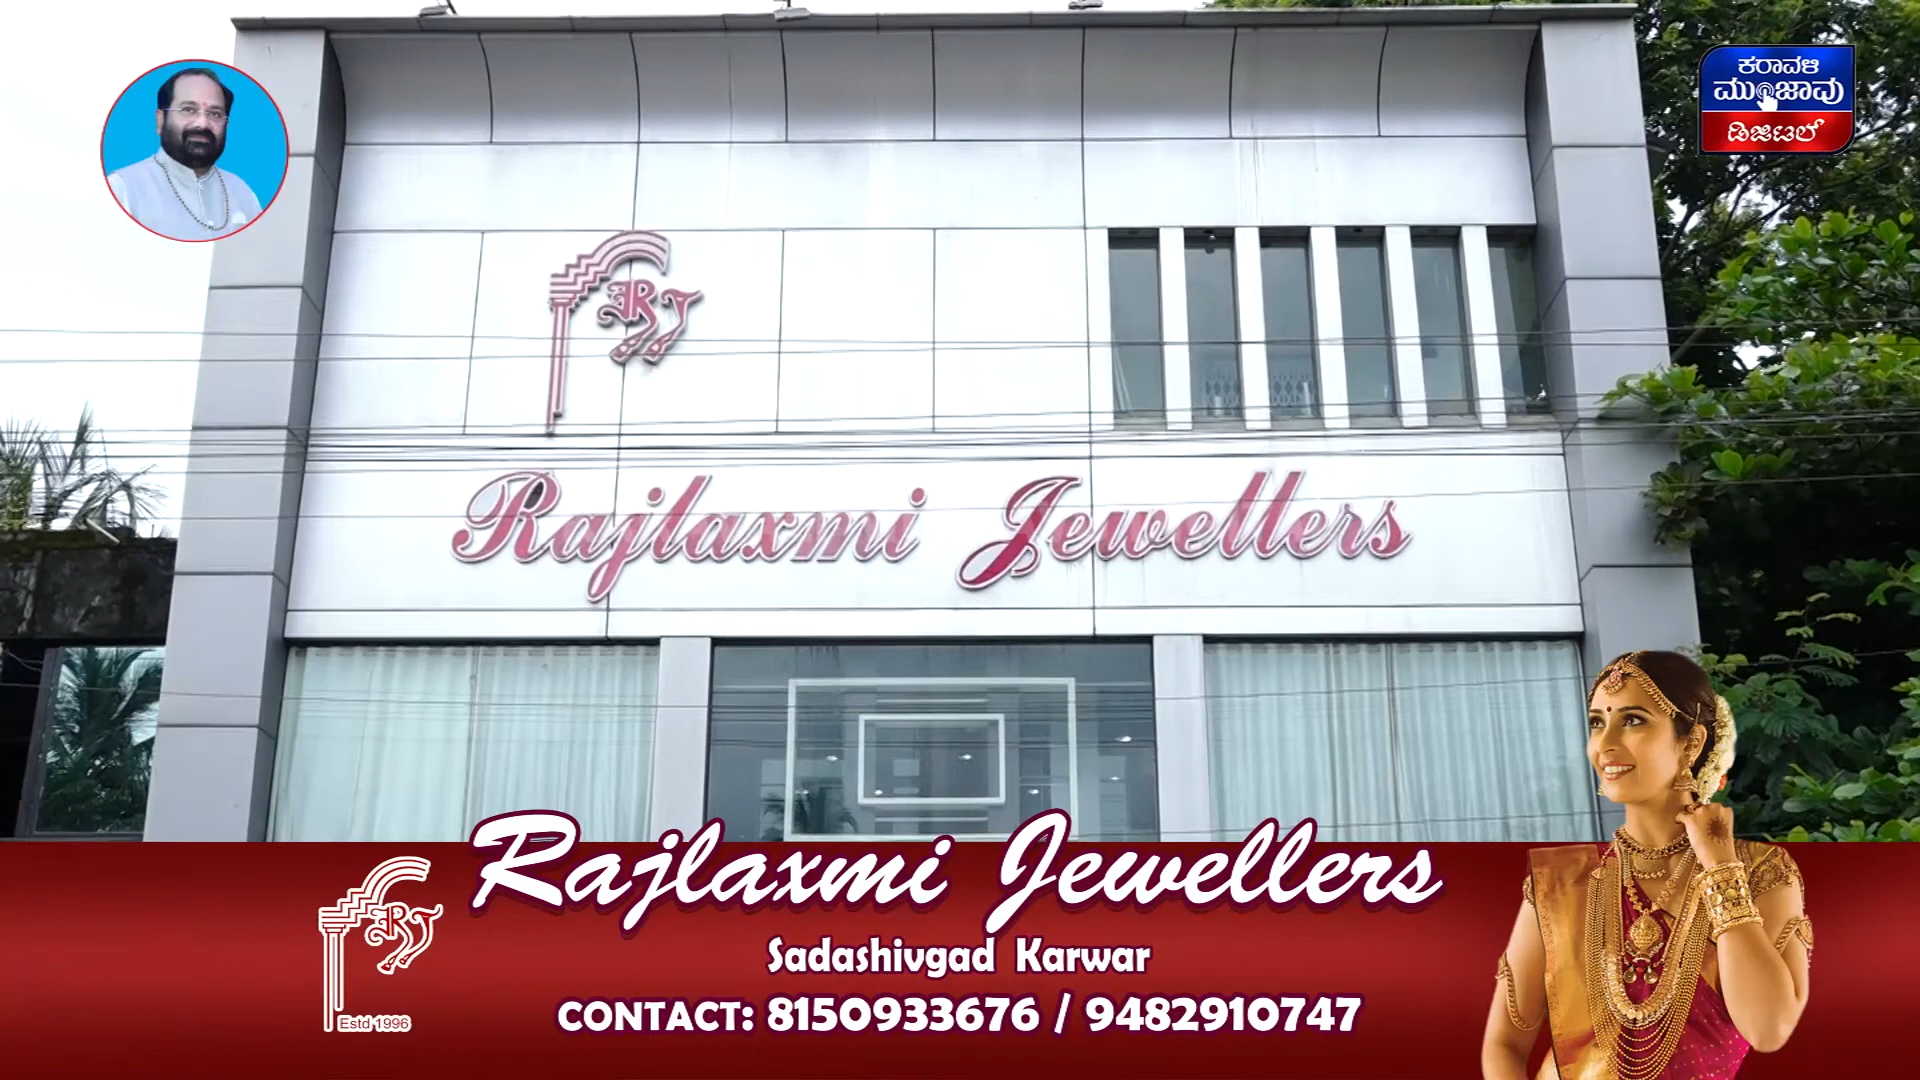 ಕರಾವಳಿ
ಮುಂಜಾವು
ಡಿಜಿಟಲ್
RJ
Rajlaxmi Jewellers
Rajlaxmi Jewellers
RJ
Sadashivgad Karwar
Estd 1996
CONTACT: 8150933676 / 9482910747